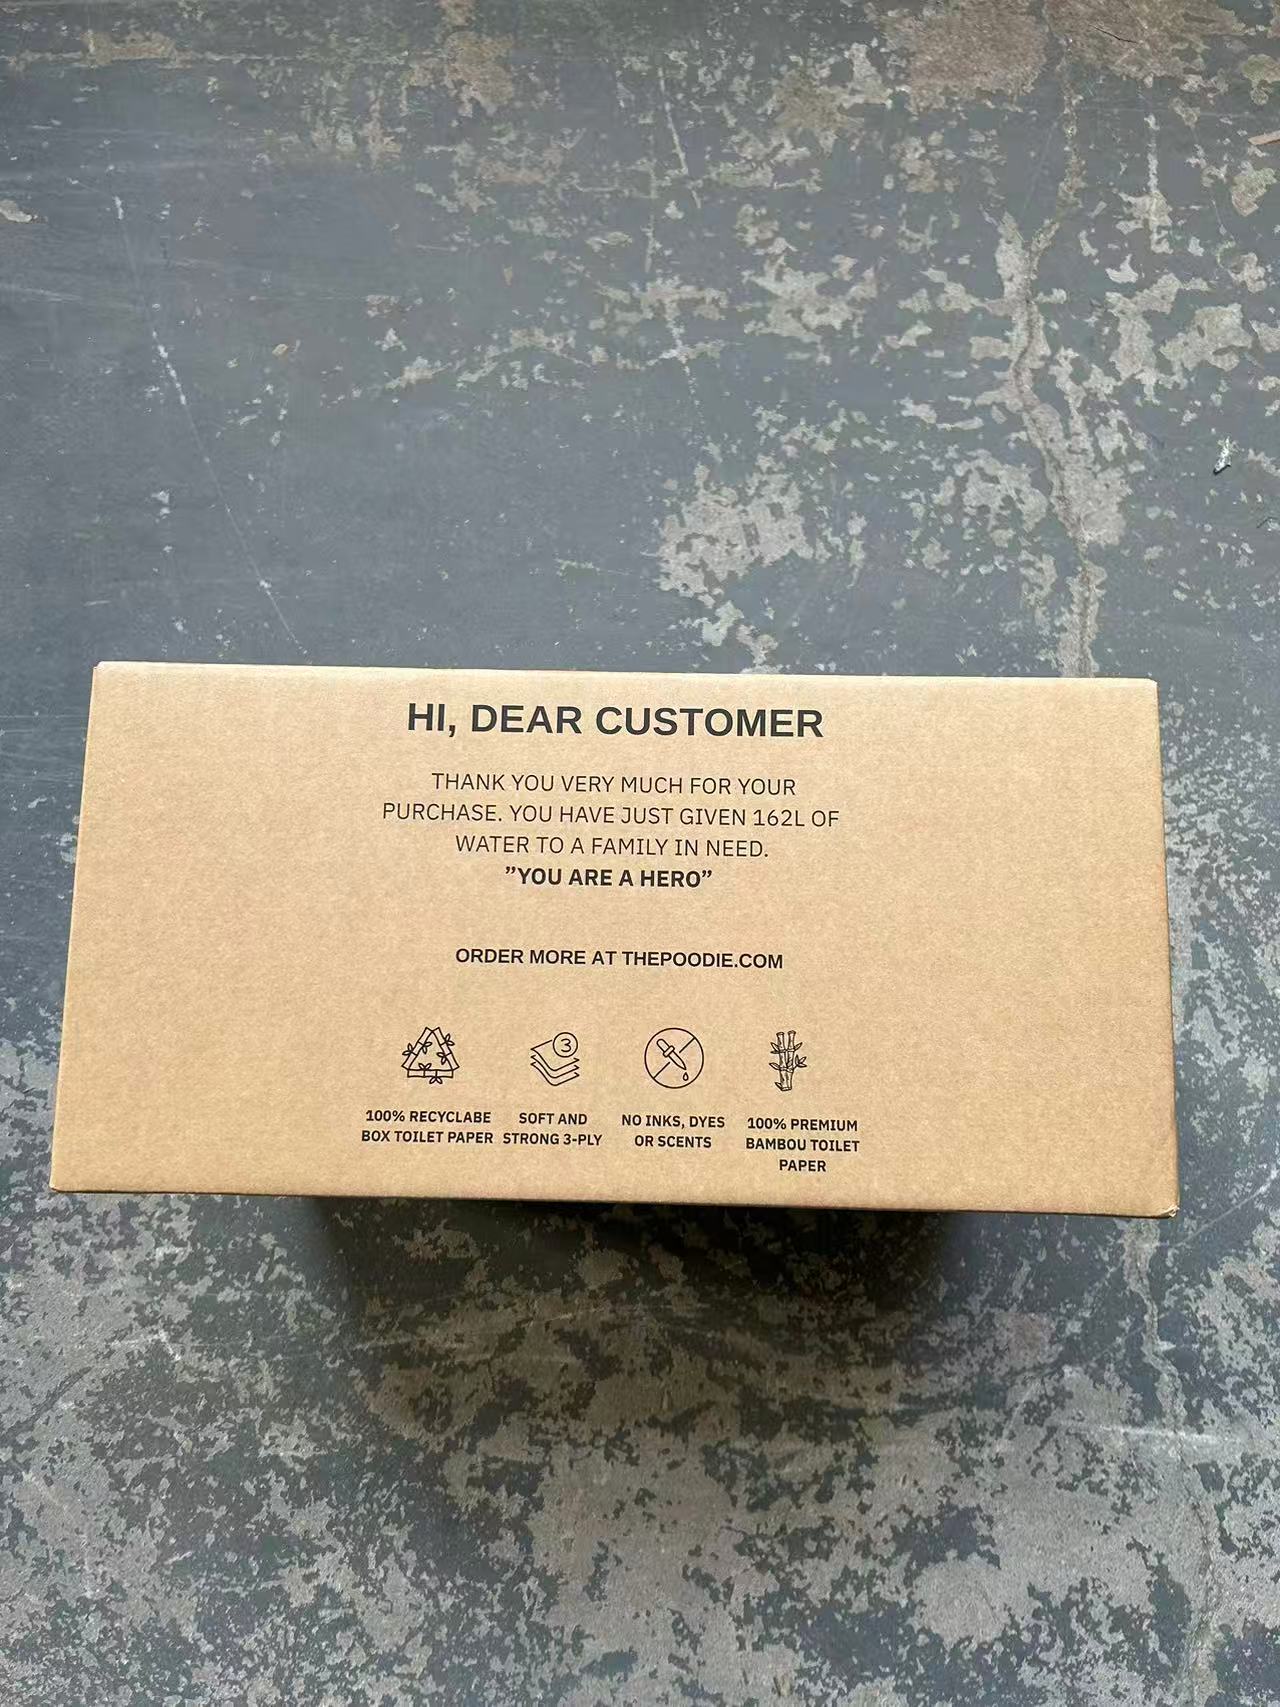 HI, DEAR CUSTOMER
THANK YOU VERY MUCH FOR YOUR
PURCHASE. YOU HAVE JUST GIVEN 162L OF
WATER TO A FAMILY IN NEED.
”YOU ARE A HERO”
ORDER MORE AT THEPOODIE.COM
3
100% RECYCLABE
BOX TOILET PAPER
SOFT AND
STRONG 3-PLY
NO INKS, DYES
OR SCENTS
100% PREMIUM
BAMBOU TOILET
PAPER